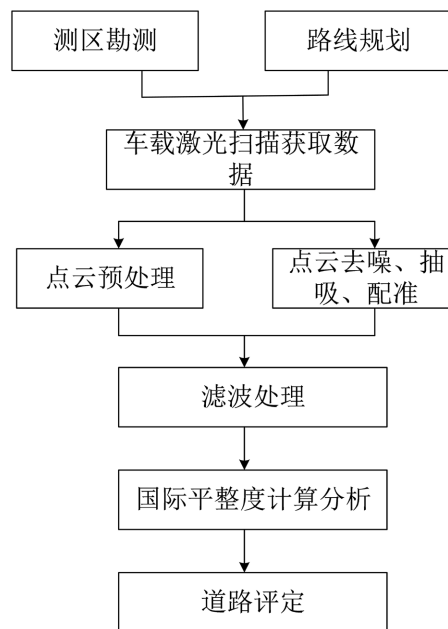 测区勘测
路线规划
车载激光扫描获取数
据
点云预处理
点云去噪、抽
吸、配准
滤波处理
国际平整度计算分析
道路评定